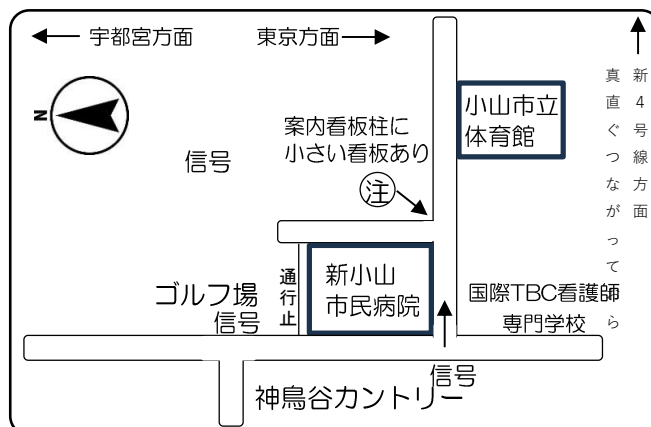 宇都宮方面
東京方面
N
新4号線方面
真直ぐつながって
ら
小山市立
体育館
案内看板柱に
小さい看板あり
注
信号
通行止
新小山
市民病院
国際TBC看護師
専門学校
ゴルフ場
信号
信号
神鳥谷カントリー